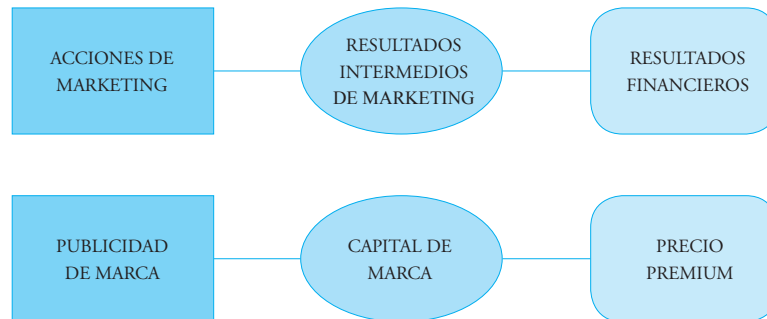 ACCIONES DE
MARKETING
RESULTADOS
INTERMEDIOS
DE MARKETING
RESULTADOS
FINANCIEROS
PUBLICIDAD
DE MARCA
CAPITAL DE
MARCA
PRECIO
PREMIUM